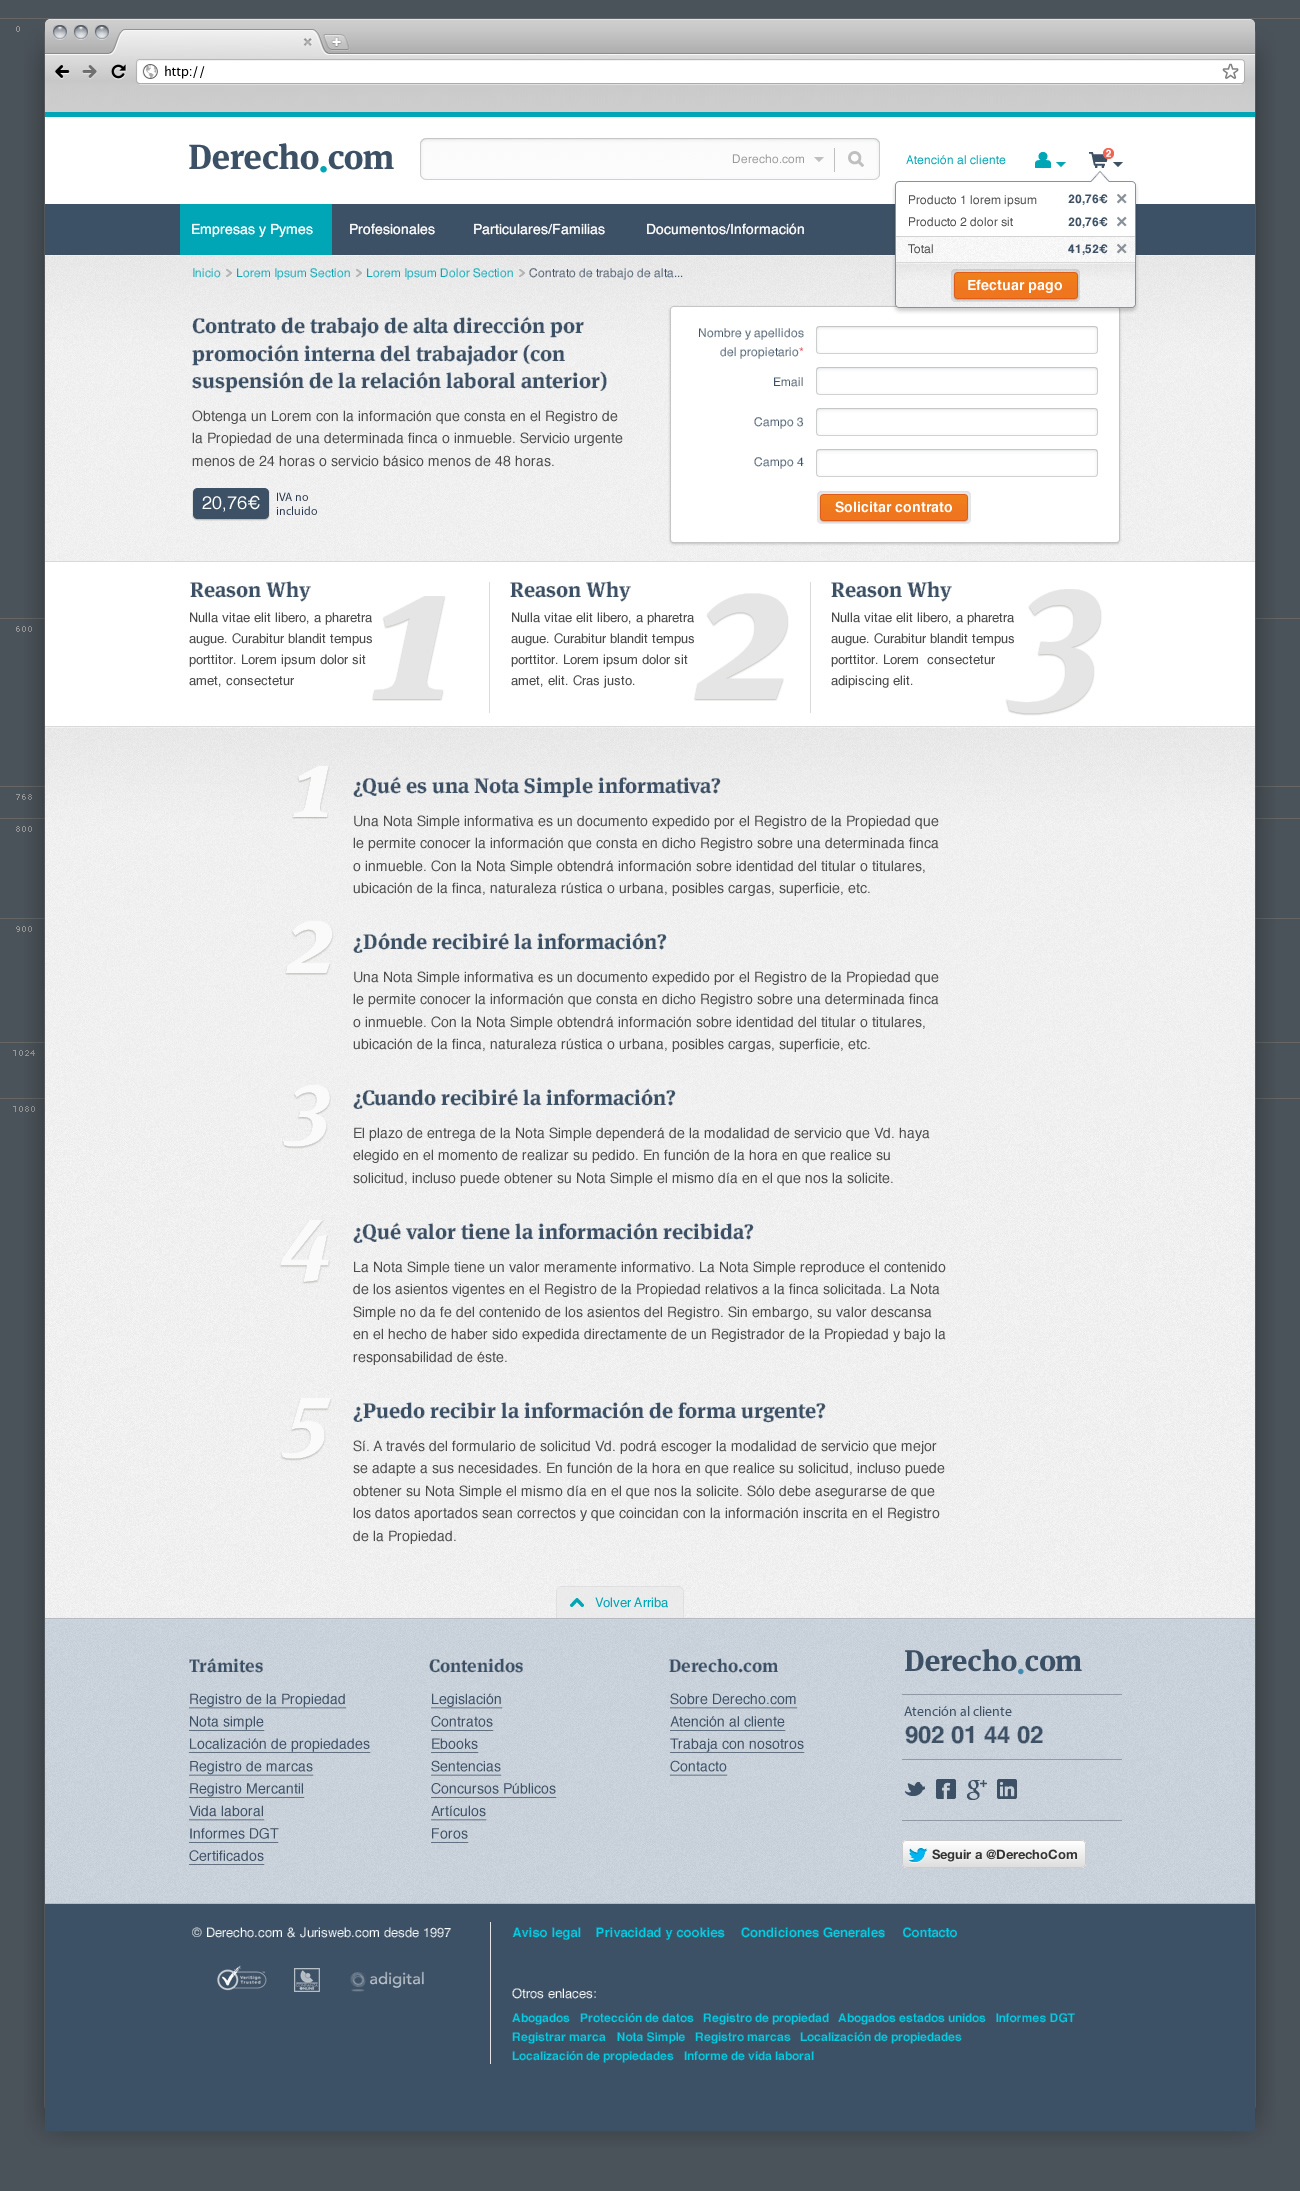 0
http://
Derecho.com
Derecho.com
Atención al cliente
2
Producto 1 lorem ipsum 20,76€
Producto 2 dolor sit 20,76€
Total 41,52€
Efectuar pago
Empresas y Pymes Profesionales Particulares/Familias Documentos/Información
Inicio > Lorem Ipsum Section > Lorem Ipsum Dolor Section > Contrato de trabajo de alta...
Contrato de trabajo de alta dirección por
promoción interna del trabajador (con
suspensión de la relación laboral anterior)
Obtenga un Lorem con la información que consta en el Registro de
la Propiedad de una determinada finca o inmueble. Servicio urgente
menos de 24 horas o servicio básico menos de 48 horas.
20,76€
IVA no
incluido
Nombre y apellidos
del propietario*
Email
Campo 3
Campo 4
Solicitar contrato
600
Reason Why
Nulla vitae elit libero, a pharetra
augue. Curabitur blandit tempus
porttitor. Lorem ipsum dolor sit
amet, consectetur
1
Reason Why
Nulla vitae elit libero, a pharetra
augue. Curabitur blandit tempus
porttitor. Lorem ipsum dolor sit
amet, elit. Cras justo.
2
Reason Why
Nulla vitae elit libero, a pharetra
augue. Curabitur blandit tempus
porttitor. Lorem consectetur
adipiscing elit.
3
768
800
1
¿Qué es una Nota Simple informativa?
Una Nota Simple informativa es un documento expedido por el Registro de la Propiedad que
le permite conocer la información que consta en dicho Registro sobre una determinada finca
o inmueble. Con la Nota Simple obtendrá información sobre identidad del titular o titulares,
ubicación de la finca, naturaleza rústica o urbana, posibles cargas, superficie, etc.
900
2
¿Dónde recibiré la información?
Una Nota Simple informativa es un documento expedido por el Registro de la Propiedad que
le permite conocer la información que consta en dicho Registro sobre una determinada finca
o inmueble. Con la Nota Simple obtendrá información sobre identidad del titular o titulares,
ubicación de la finca, naturaleza rústica o urbana, posibles cargas, superficie, etc.
1024
1080
3
¿Cuando recibiré la información?
El plazo de entrega de la Nota Simple dependerá de la modalidad de servicio que Vd. haya
elegido en el momento de realizar su pedido. En función de la hora en que realice su
solicitud, incluso puede obtener su Nota Simple el mismo día en el que nos la solicite.
4
¿Qué valor tiene la información recibida?
La Nota Simple tiene un valor meramente informativo. La Nota Simple reproduce el contenido
de los asientos vigentes en el Registro de la Propiedad relativos a la finca solicitada. La Nota
Simple no da fe del contenido de los asientos del Registro. Sin embargo, su valor descansa
en el hecho de haber sido expedida directamente de un Registrador de la Propiedad y bajo la
responsabilidad de éste.
5
¿Puedo recibir la información de forma urgente?
Sí. A través del formulario de solicitud Vd. podrá escoger la modalidad de servicio que mejor
se adapte a sus necesidades. En función de la hora en que realice su solicitud, incluso puede
obtener su Nota Simple el mismo día en el que nos la solicite. Sólo debe asegurarse de que
los datos aportados sean correctos y que coincidan con la información inscrita en el Registro
de la Propiedad.
Volver Arriba
Trámites
Registro de la Propiedad
Nota simple
Localización de propiedades
Registro de marcas
Registro Mercantil
Vida laboral
Informes DGT
Certificados
Contenidos
Legislación
Contratos
Ebooks
Sentencias
Concursos Públicos
Artículos
Foros
Derecho.com
Sobre Derecho.com
Atención al cliente
Trabaja con nosotros
Contacto
Derecho.com
Atención al cliente
902 01 44 02
Seguir a @DerechoCom
© Derecho.com & Jurisweb.com desde 1997
VeriSign
Trusted
adigital
Aviso legal Privacidad y cookies Condiciones Generales Contacto
Otros enlaces:
Abogados Protección de datos Registro de propiedad Abogados estados unidos Informes DGT
Registrar marca Nota Simple Registro marcas Localización de propiedades
Localización de propiedades Informe de vida laboral